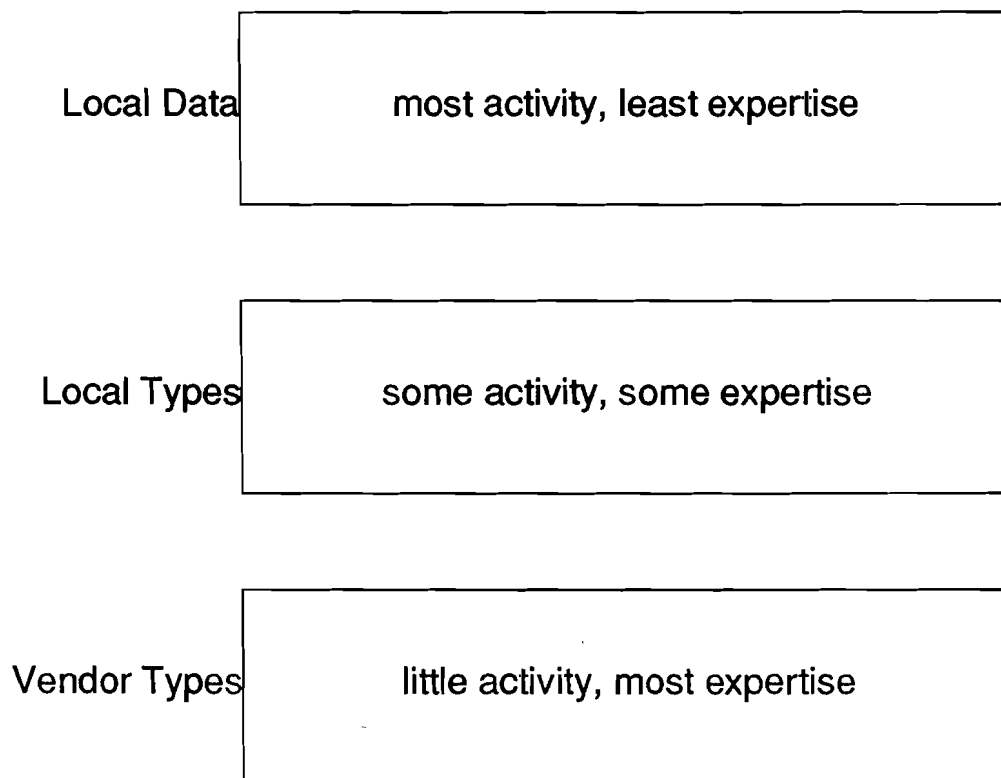 Local Data most activity, least expertise
Local Types some activity, some expertise
Vendor Types little activity, most expertise